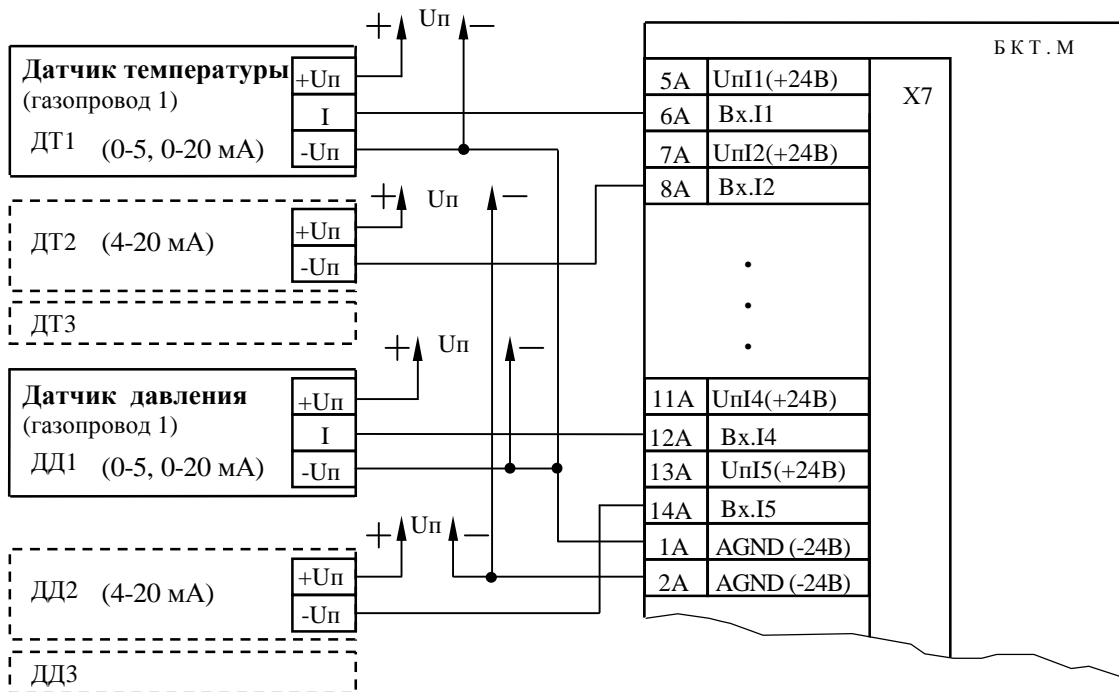 + Uп −
БКТ.М
Датчик температуры
(газопровод 1)
ДТ1 (0-5, 0-20 мА)
+Uп
I
-Uп
+ Uп −
ДТ2 (4-20 мА)
+Uп
-Uп
ДТ3
+ Uп −
Датчик давления
(газопровод 1)
ДД1 (0-5, 0-20 мА)
+Uп
I
-Uп
+ Uп −
ДД2 (4-20 мА)
+Uп
-Uп
ДД3
X7
5A UпI1(+24В)
6A Вх.I1
7A UпI2(+24В)
8A Вх.I2
11A UпI4(+24В)
12A Вх.I4
13A UпI5(+24В)
14A Вх.I5
1A AGND (-24В)
2A AGND (-24В)